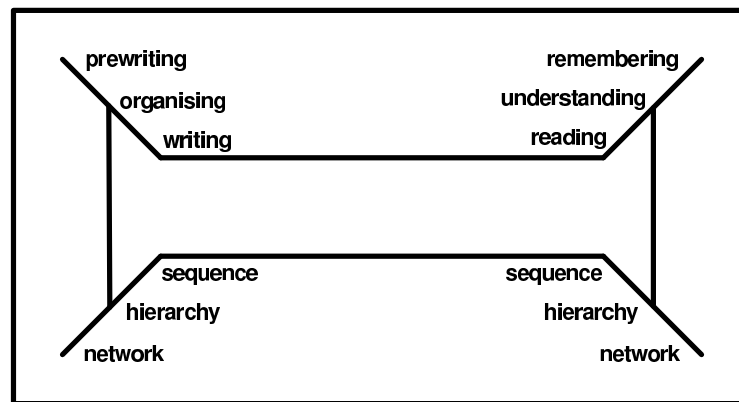 prewriting
remembering
organising
understanding
writing
reading
sequence
sequence
hierarchy
hierarchy
network
network